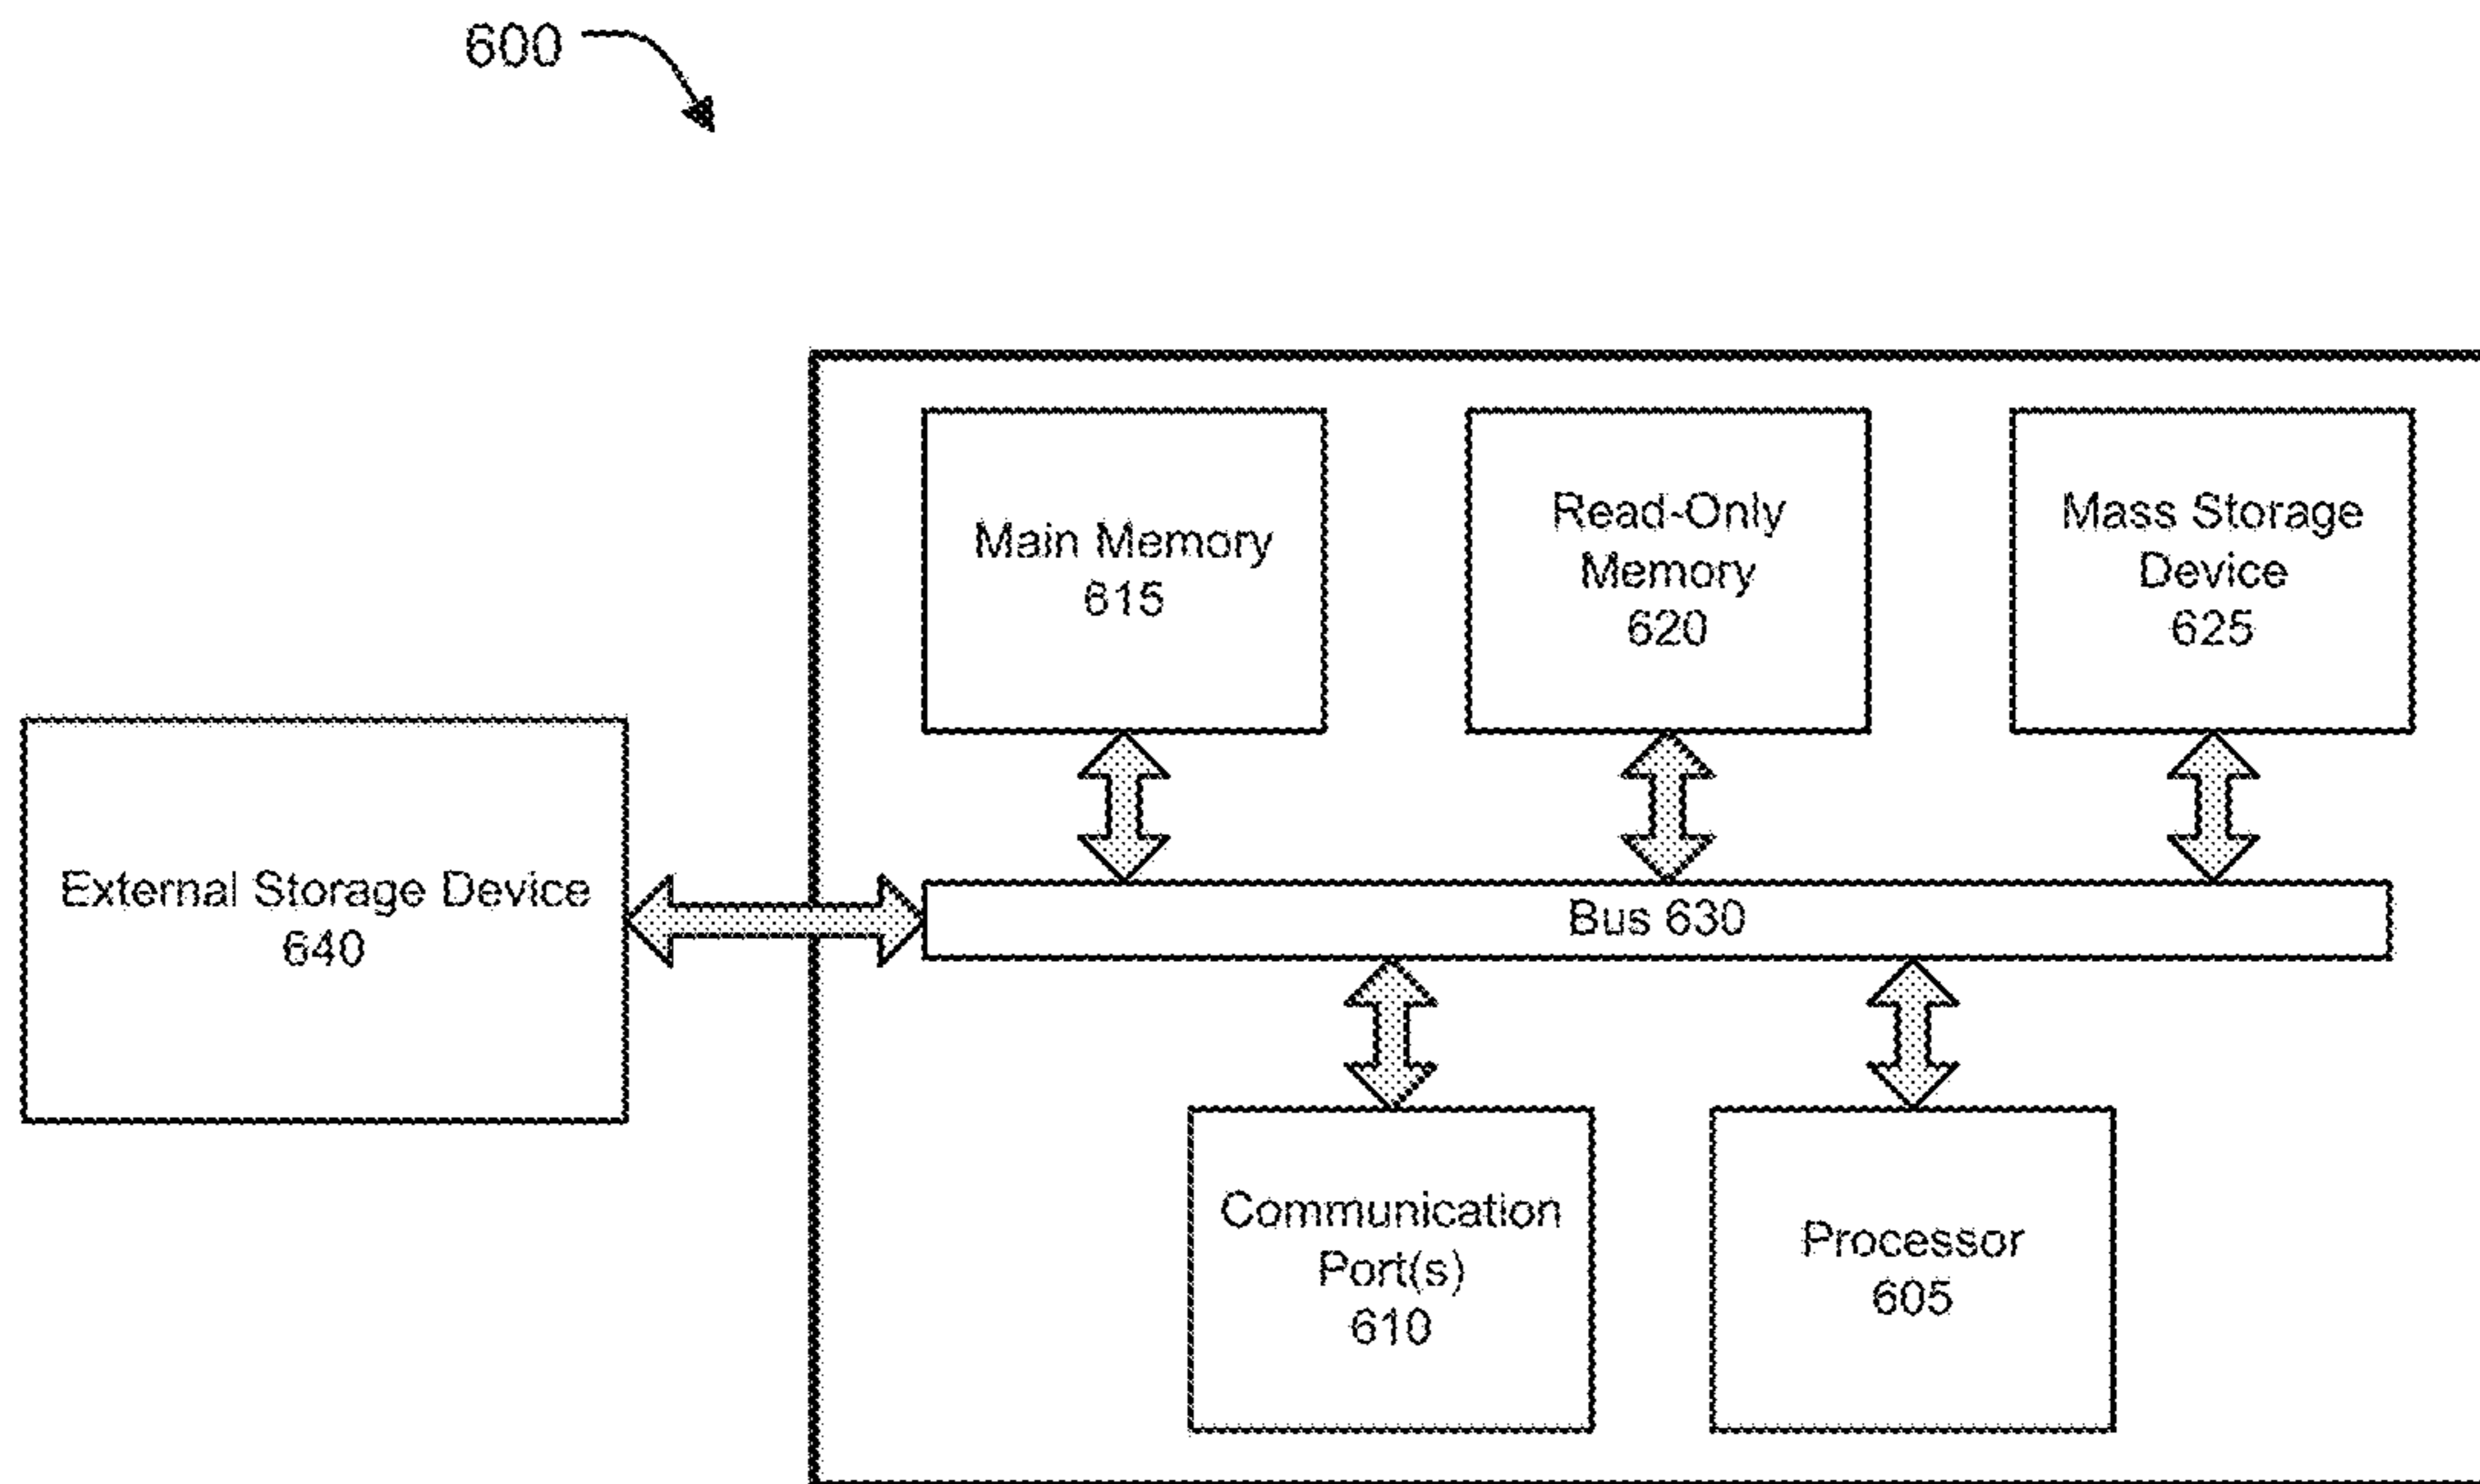 600
Main Memory
615
Read-Only
Memory
620
Mass Storage
Device
625
External Storage Device
640
Bus 630
Communication
Port(s)
610
Processor
605